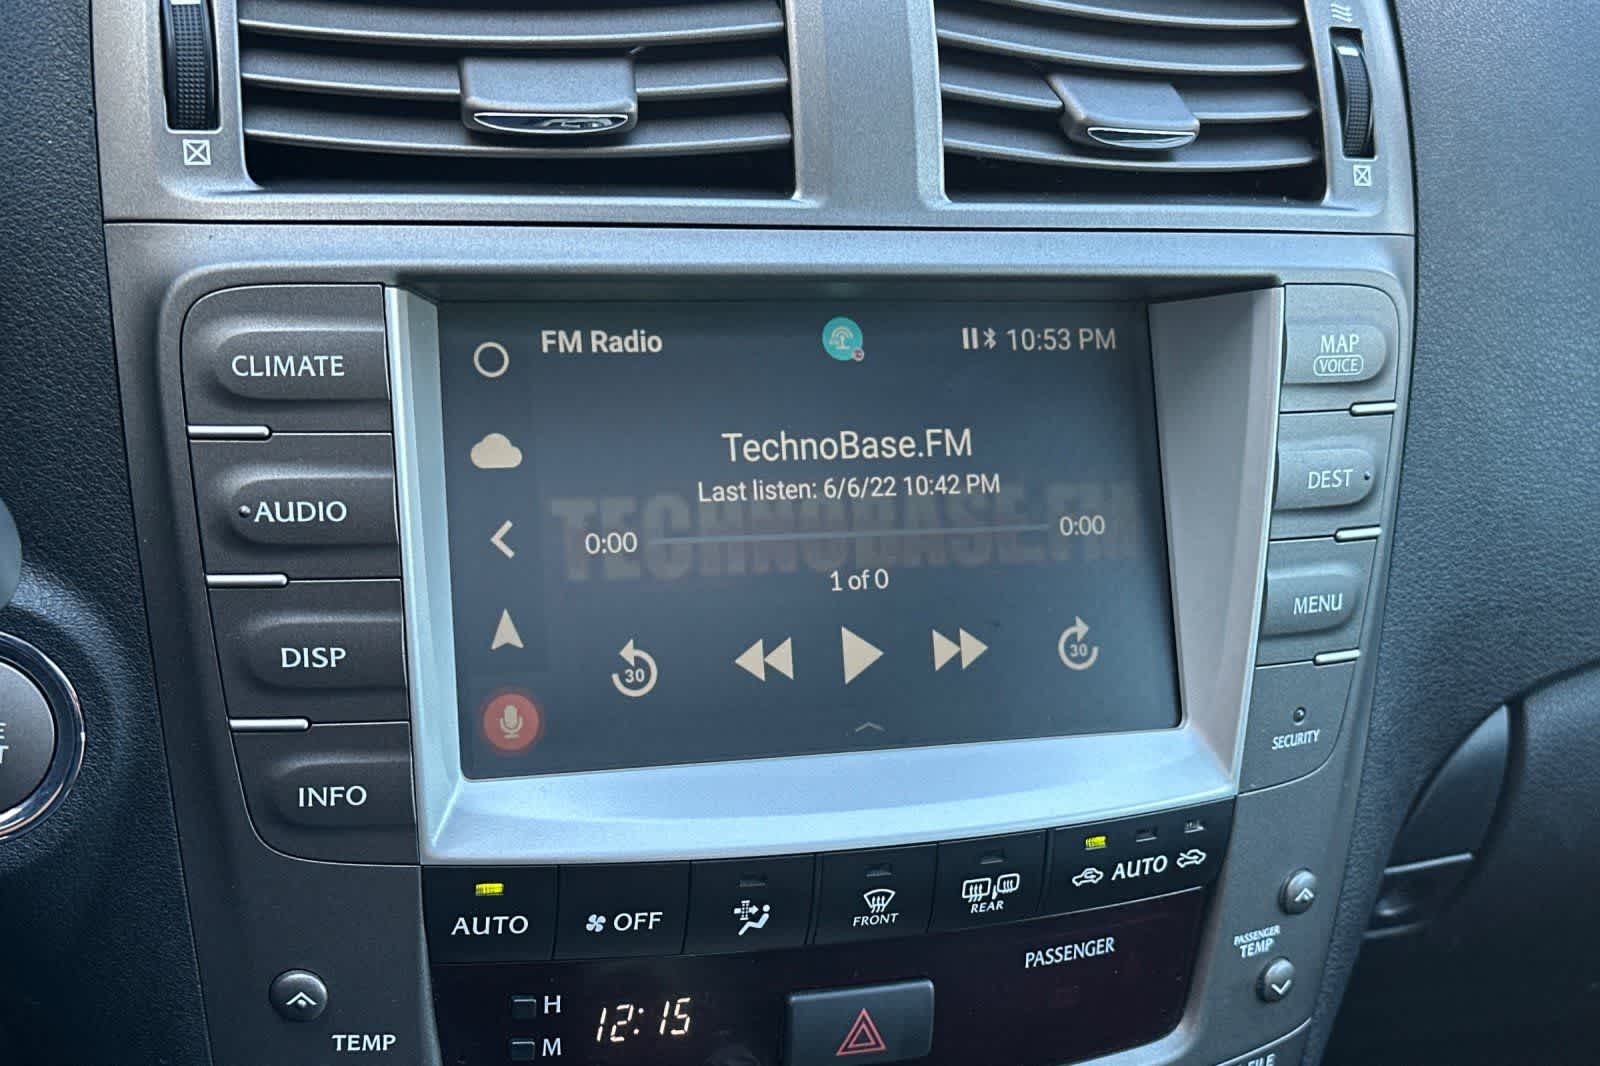 CLIMATE
AUDIO
DISP
INFO
FM Radio
10:53 PM
TechnoBase.FM
Last listen: 6/6/22 10:42 PM
TECHNOBASE.FM
0:00
0:00
1 of 0
30
30
MAP
VOICE
DEST
MENU
SECURITY
AUTO
OFF
FRONT
REAR
AUTO
PASSENGER
PASSENGER
TEMP
H
12:15
M
TEMP